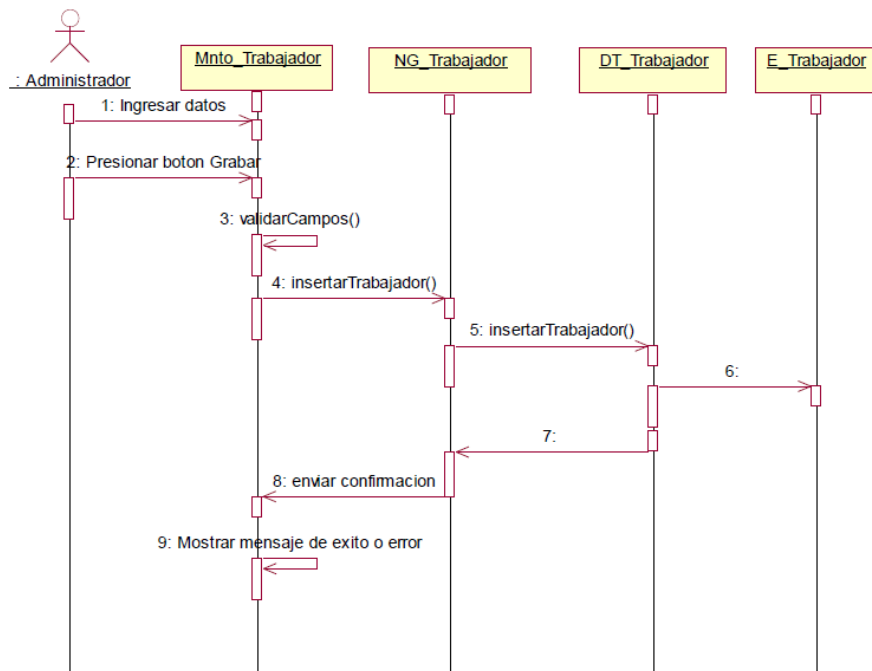 : Administrador
Mnto_Trabajador
NG_Trabajador
DT_Trabajador
E_Trabajador
1: Ingresar datos
2: Presionar boton Grabar
3: validarCampos()
4: insertarTrabajador()
5: insertarTrabajador()
6:
7:
8: enviar confirmacion
9: Mostrar mensaje de exito o error